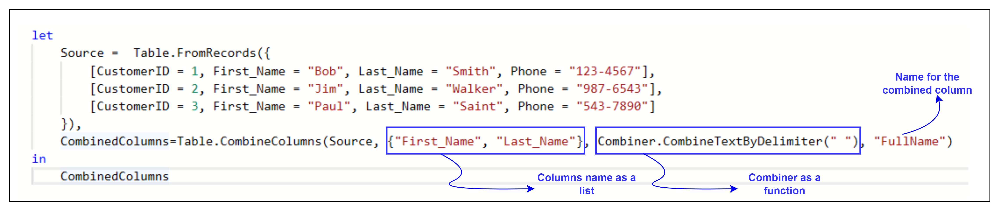 let
Source =  Table.FromRecords({
[CustomerID = 1, First_Name = "Bob", Last_Name = "Smith", Phone = "123-4567"],
[CustomerID = 2, First_Name = "Jim", Last_Name = "Walker", Phone = "987-6543"],
[CustomerID = 3, First_Name = "Paul", Last_Name = "Saint", Phone = "543-7890"]
}),
CombinedColumns=Table.CombineColumns(Source, {"First_Name", "Last_Name"}, Combiner.CombineTextByDelimiter(" "), "FullName")
in
CombinedColumns
Name for the
combined column
Columns name as a
list
Combiner as a
function